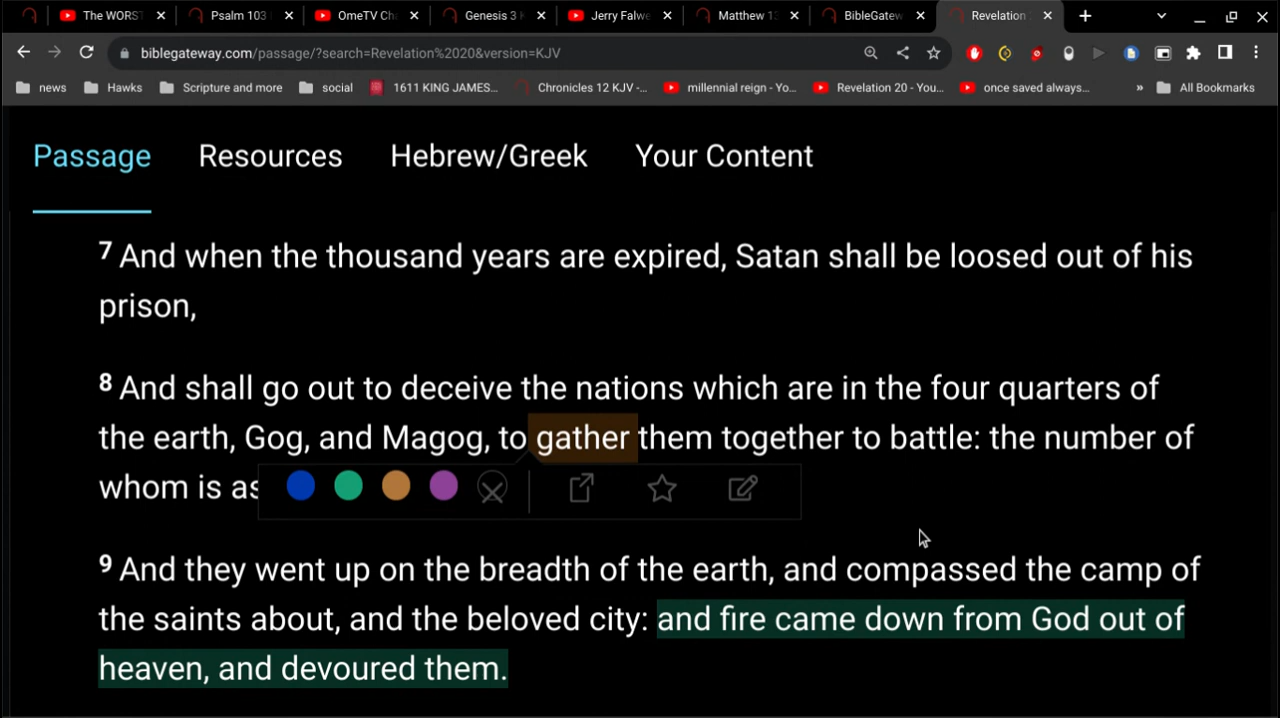 The WORS
Psalm 103
OmeTV Ch
Genesis 3
Jerry Falwe
Matthew 13
BibleGatew
Revelation
biblegateway.com/passage/?search=Revelation%2020&version=KJV
news
Hawks
Scripture and more
social
1611 KING JAMES...
Chronicles 12 KJV -...
millennial reign - Yo...
Revelation 20 - You...
once saved always...
»
All Bookmarks
Passage
Resources
Hebrew/Greek
Your Content
7 And when the thousand years are expired, Satan shall be loosed out of his
prison,
8 And shall go out to deceive the nations which are in the four quarters of
the earth, Gog, and Magog, to gather them together to battle: the number of
whom is as
9 And they went up on the breadth of the earth, and compassed the camp of
the saints about, and the beloved city: and fire came down from God out of
heaven, and devoured them.